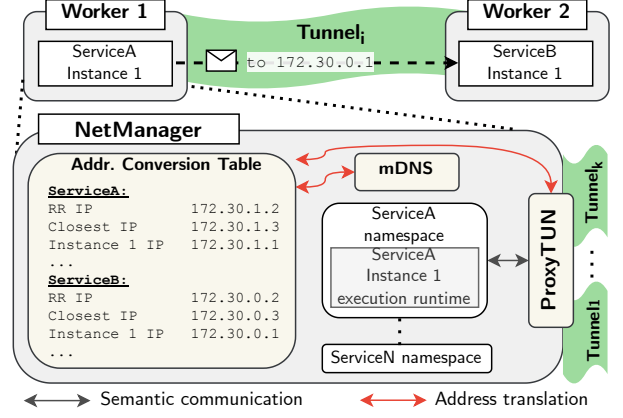 Worker 1
Worker 2
Tunnel_i
ServiceA
Instance 1
to 172.30.0.1
ServiceB
Instance 1
NetManager
Addr. Conversion Table
ServiceA:
RR IP 172.30.1.2
Closest IP 172.30.1.3
Instance 1 IP 172.30.1.1
...
ServiceB:
RR IP 172.30.0.2
Closest IP 172.30.0.3
Instance 1 IP 172.30.0.1
...
mDNS
ServiceA
namespace
ServiceA
Instance 1
execution runtime
ServiceN namespace
ProxyTUN
Tunnel_k
Tunnel1
Semantic communication
Address translation